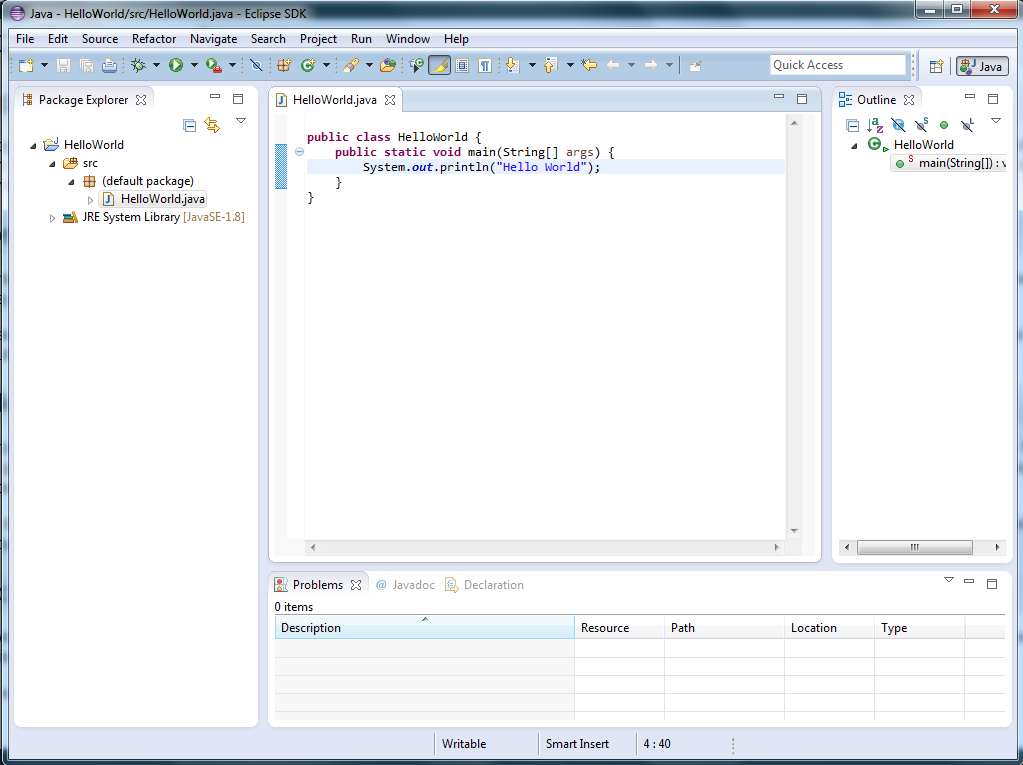 Java - HelloWorld/src/HelloWorld.java - Eclipse SDK
File Edit Source Refactor Navigate Search Project Run Window Help
Quick Access
Java
Package Explorer
HelloWorld
src
(default package)
HelloWorld.java
JRE System Library [JavaSE-1.8]
HelloWorld.java
public class HelloWorld {
public static void main(String[] args) {
System.out.println("Hello World");
}
}
Outline
HelloWorld
main(String[]) : v
Problems @ Javadoc Declaration
0 items
Description Resource Path Location Type
Writable Smart Insert 4 : 40